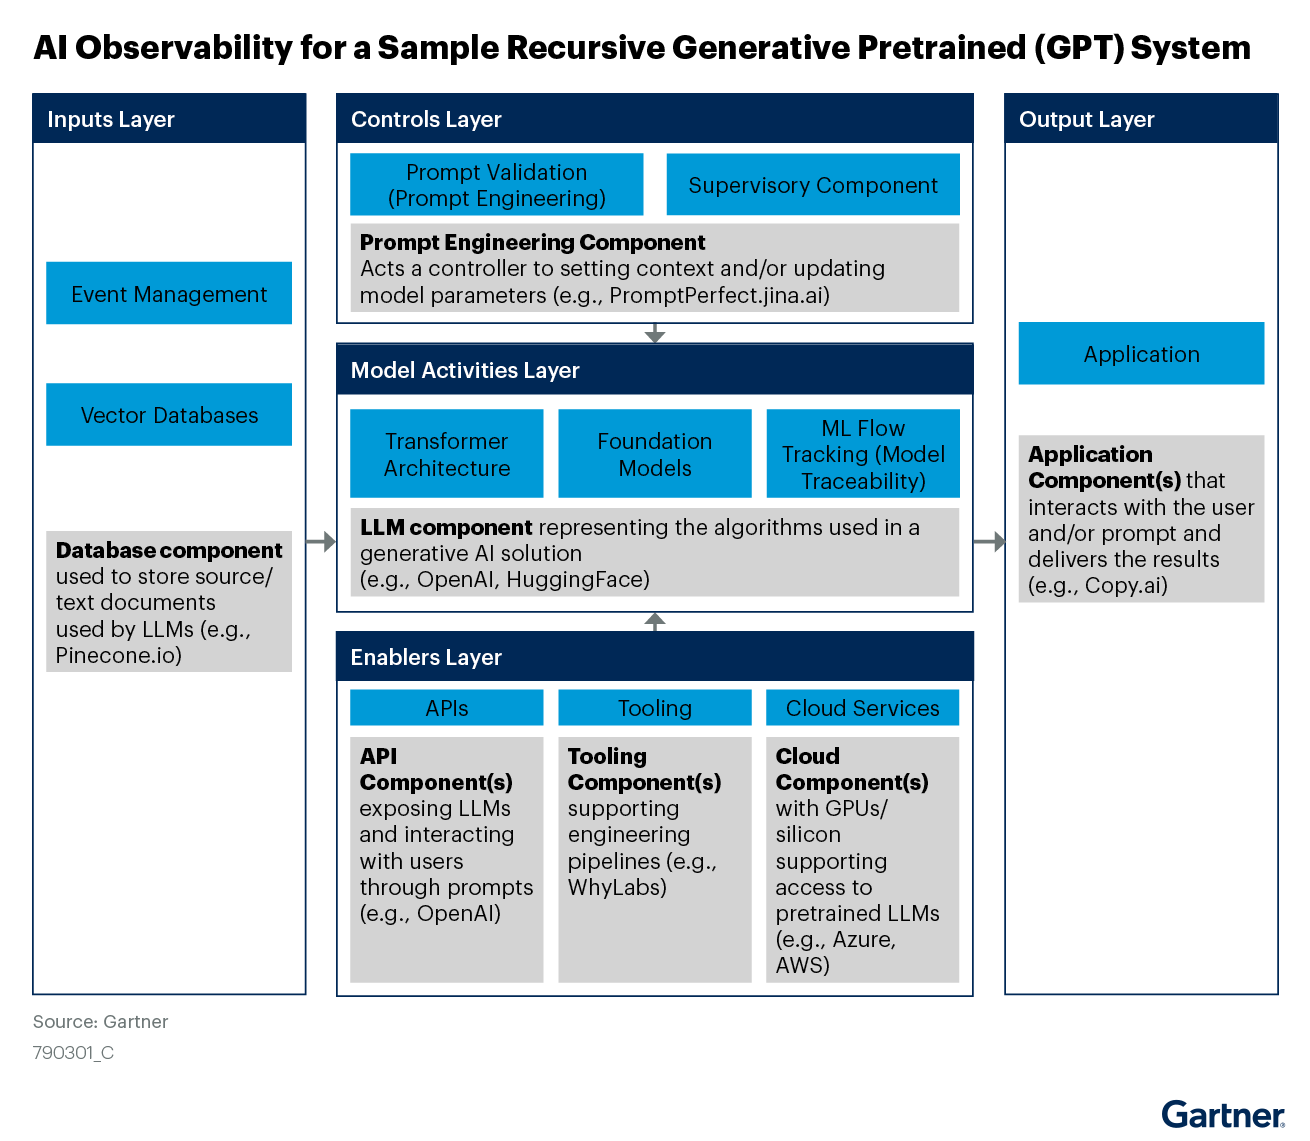 AI Observability for a Sample Recursive Generative Pretrained (GPT) System
Inputs Layer
Event Management
Vector Databases
Database component
used to store source/
text documents
used by LLMs (e.g.,
Pinecone.io)
Controls Layer
Prompt Validation
(Prompt Engineering)
Supervisory Component
Prompt Engineering Component
Acts a controller to setting context and/or updating
model parameters (e.g., PromptPerfect.jina.ai)
Model Activities Layer
Transformer
Architecture
Foundation
Models
ML Flow
Tracking (Model
Traceability)
LLM component representing the algorithms used in a
generative AI solution
(e.g., OpenAI, HuggingFace)
Enablers Layer
APIs
API
Component(s)
exposing LLMs
and interacting
with users
through prompts
(e.g., OpenAI)
Tooling
Tooling
Component(s)
supporting
engineering
pipelines (e.g.,
WhyLabs)
Cloud Services
Cloud
Component(s)
with GPUs/
silicon
supporting
access to
pretrained LLMs
(e.g., Azure,
AWS)
Output Layer
Application
Application
Component(s) that
interacts with the user
and/or prompt and
delivers the results
(e.g., Copy.ai)
Source: Gartner
790301_C
Gartner®